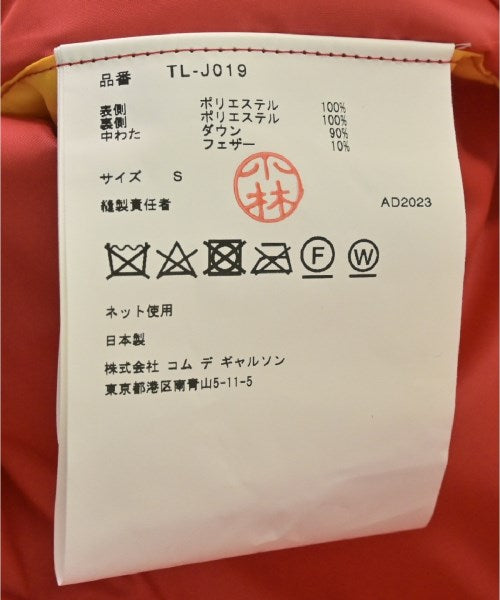 品番 TL-J019
表側 ポリエステル 100%
裏側 ポリエステル 100%
中わた ダウン 90%
フェザー 10%
サイズ S
小林
縫製責任者 AD2023
F W
ネット使用
日本製
株式会社 コム デ ギャルソン
東京都港区南青山5-11-5